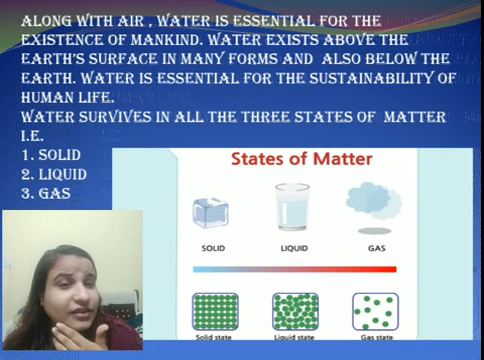 ALONG WITH AIR , WATER IS ESSENTIAL FOR THE
EXISTENCE OF MANKIND. WATER EXISTS ABOVE THE
EARTH'S SURFACE IN MANY FORMS AND ALSO BELOW THE
EARTH. WATER IS ESSENTIAL FOR THE SUSTAINABILITY OF
HUMAN LIFE.
WATER SURVIVES IN ALL THE THREE STATES OF MATTER
I.E.
1. SOLID
2. LIQUID
3. GAS
States of Matter
SOLID LIQUID GAS
Solid state Liquid state Gas state